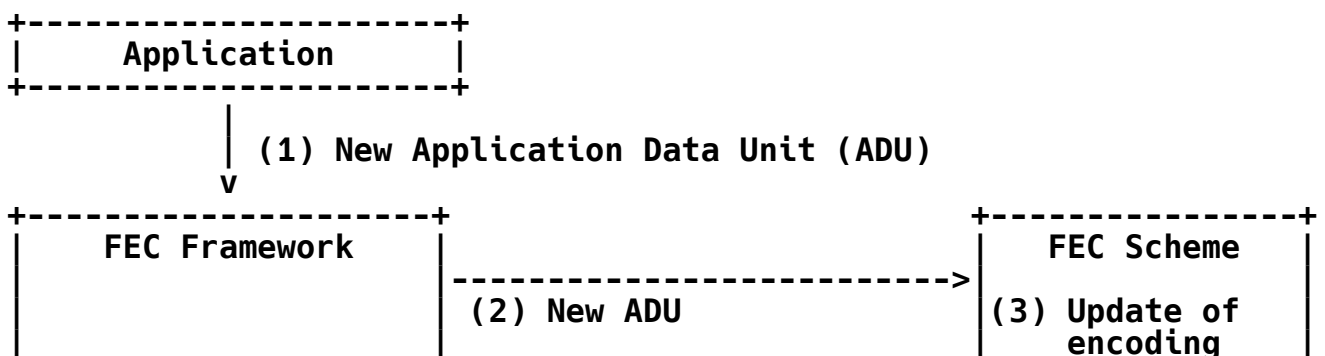 Application
(1) New Application Data Unit (ADU)
v
FEC Framework FEC Scheme
(2) New ADU (3) Update of
encoding